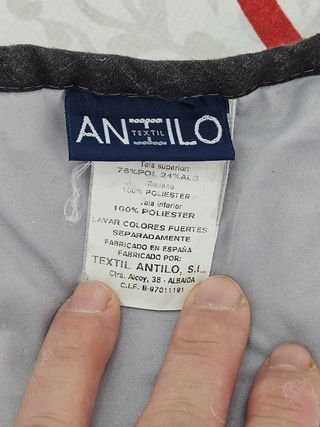 ANTILO
TEXTIL
Tela superior:
76%POL 24%ALG
Relleno
100% POLIESTER
Tela inferior
100% POLIESTER
LAVAR COLORES FUERTES
SEPARADAMENTE
FABRICADO EN ESPAÑA
FABRICADO POR:
TEXTIL ANTILO, S.L.
Ctra. Alcoy, 38 - ALBAIDA
C.I.F. B-97011191